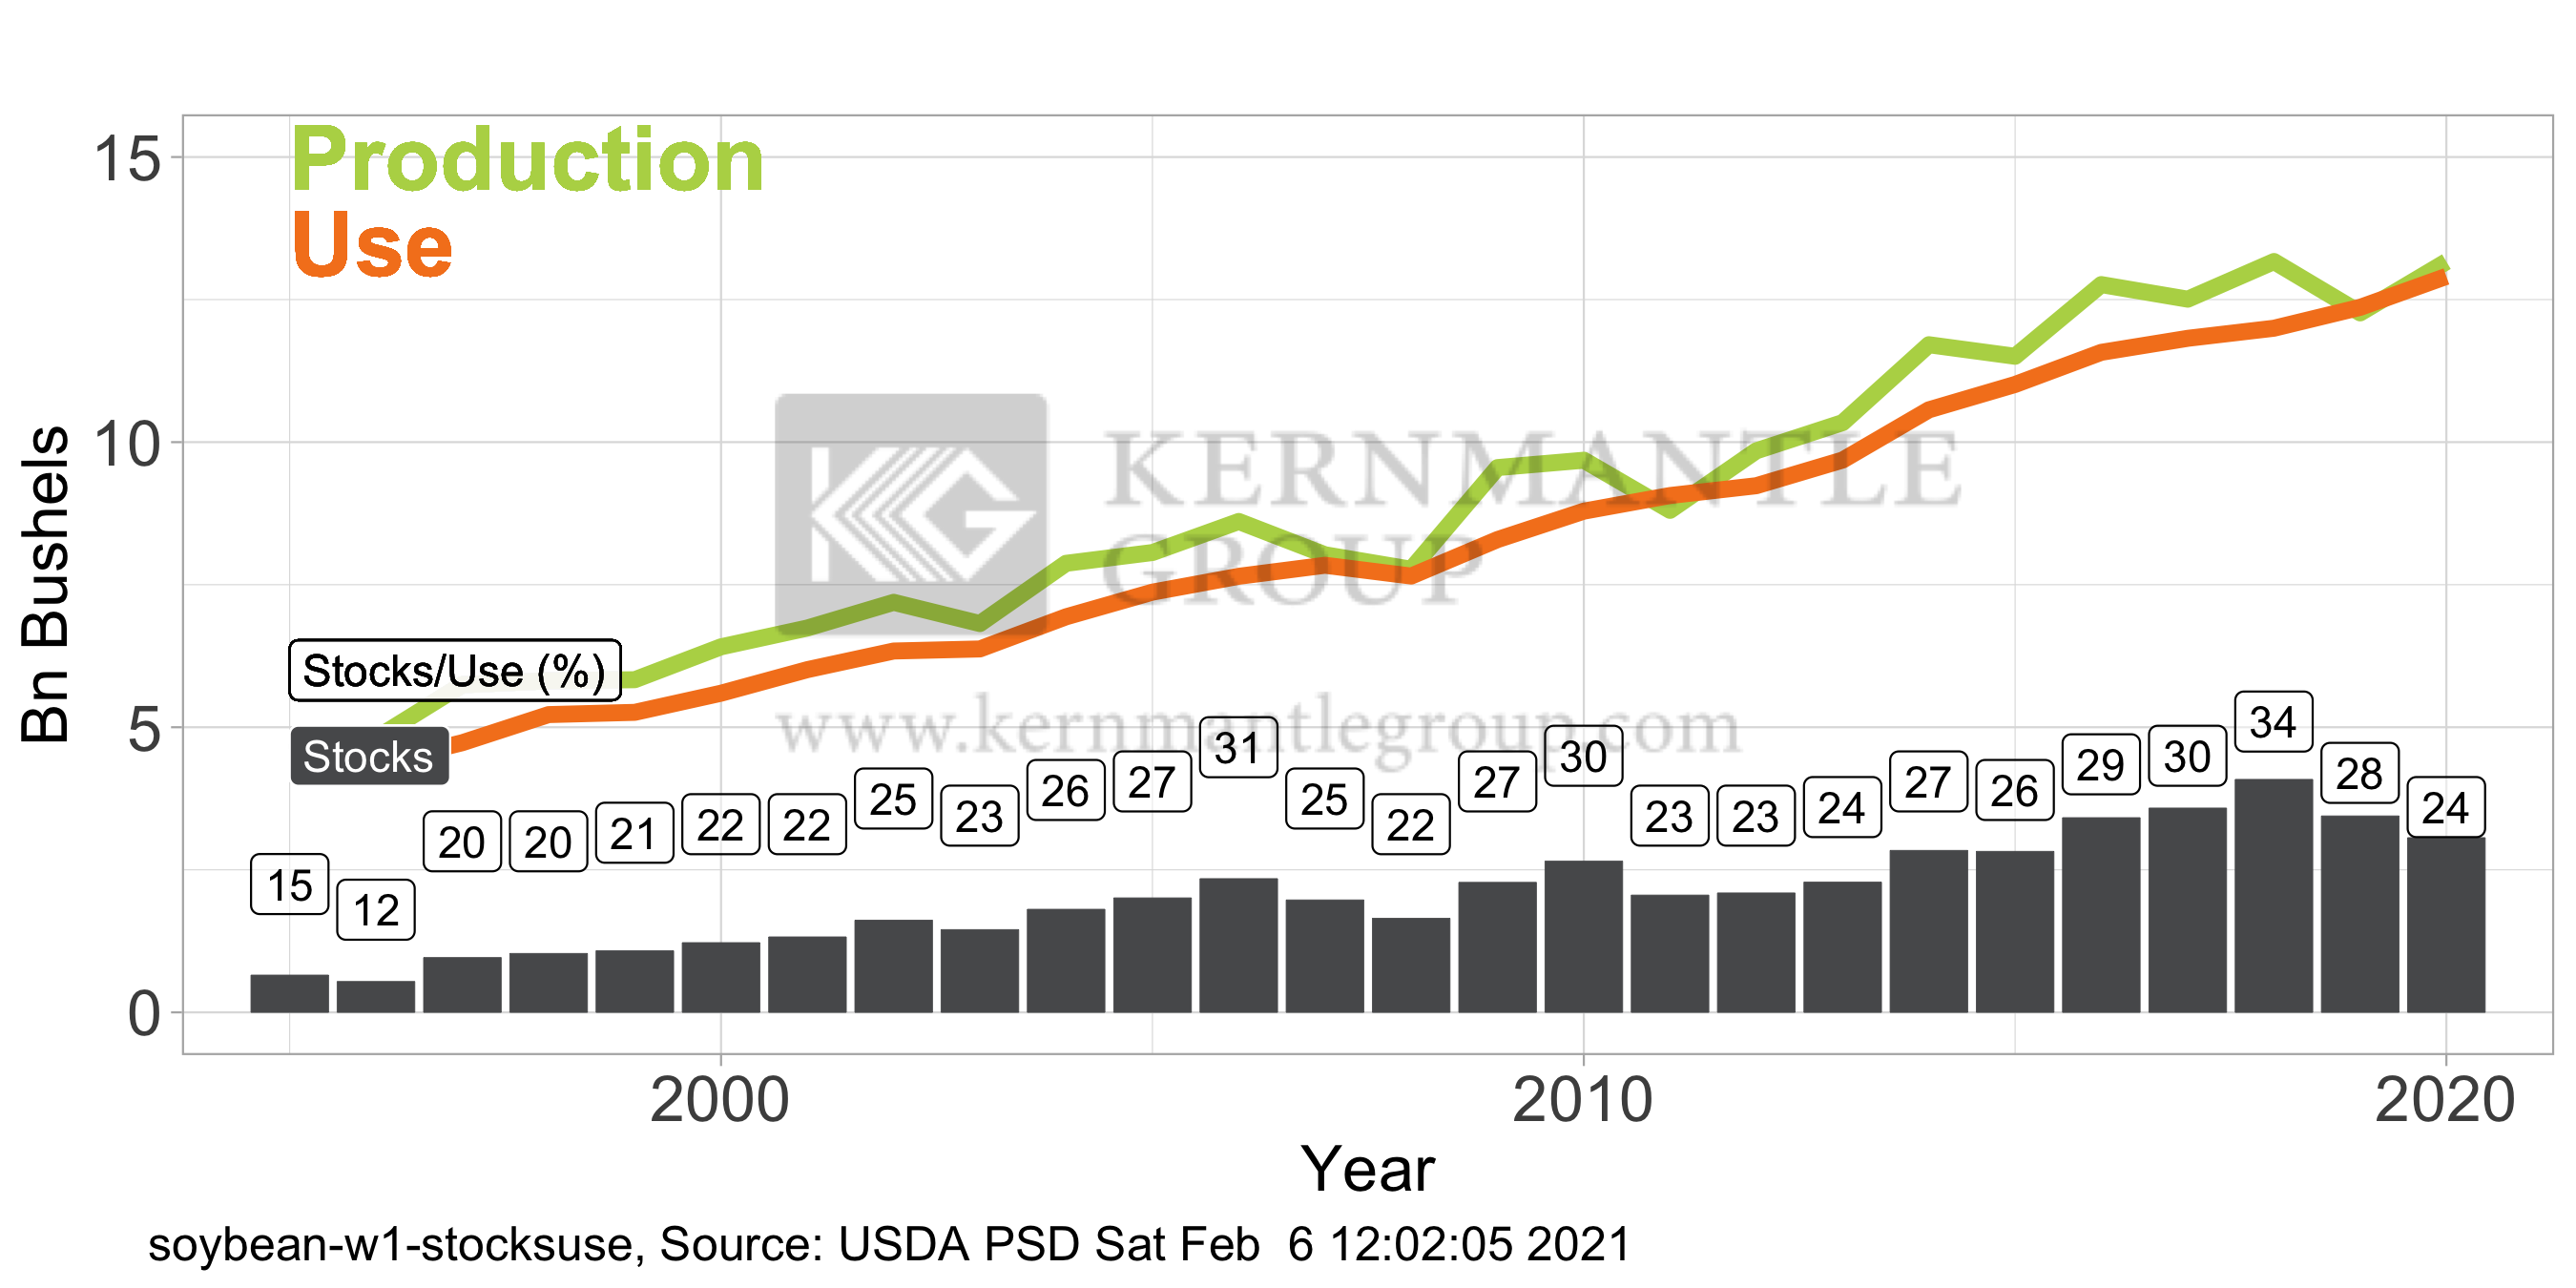 15
Production
Use
10
KERNMANTLE
GROUP
www.kernmantlegroup.com
Bn Bushels
Stocks/Use (%)
5
Stocks
15 12 20 20 21 22 22 25 23 26 27 31 25 22 27 30 23 23 24 27 26 29 30 34 28 24
0
2000 2010 2020
Year
soybean-w1-stocksuse, Source: USDA PSD Sat Feb  6 12:02:05 2021